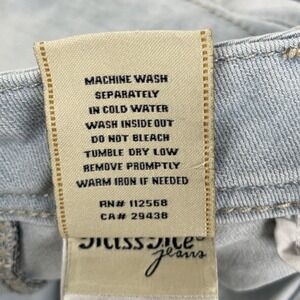 MACHINE WASH
SEPARATELY
IN COLD WATER
WASH INSIDE OUT
DO NOT BLEACH
TUMBLE DRY LOW
REMOVE PROMPTLY
WARM IRON IF NEEDED
RN# 112568
CA# 29438
Miss Me
jeans